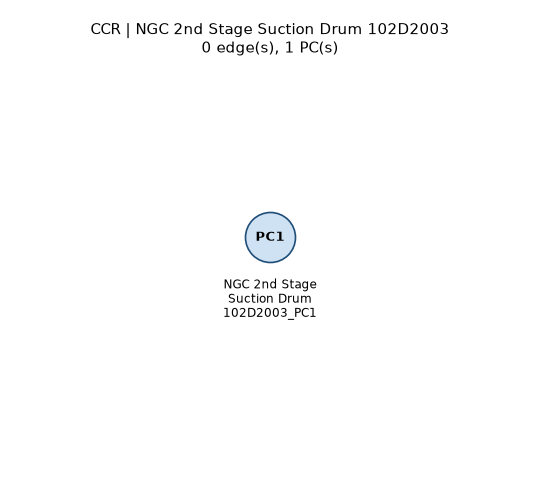 CCR | NGC 2nd Stage Suction Drum 102D2003
0 edge(s), 1 PC(s)
PC1
NGC 2nd Stage
Suction Drum
102D2003_PC1